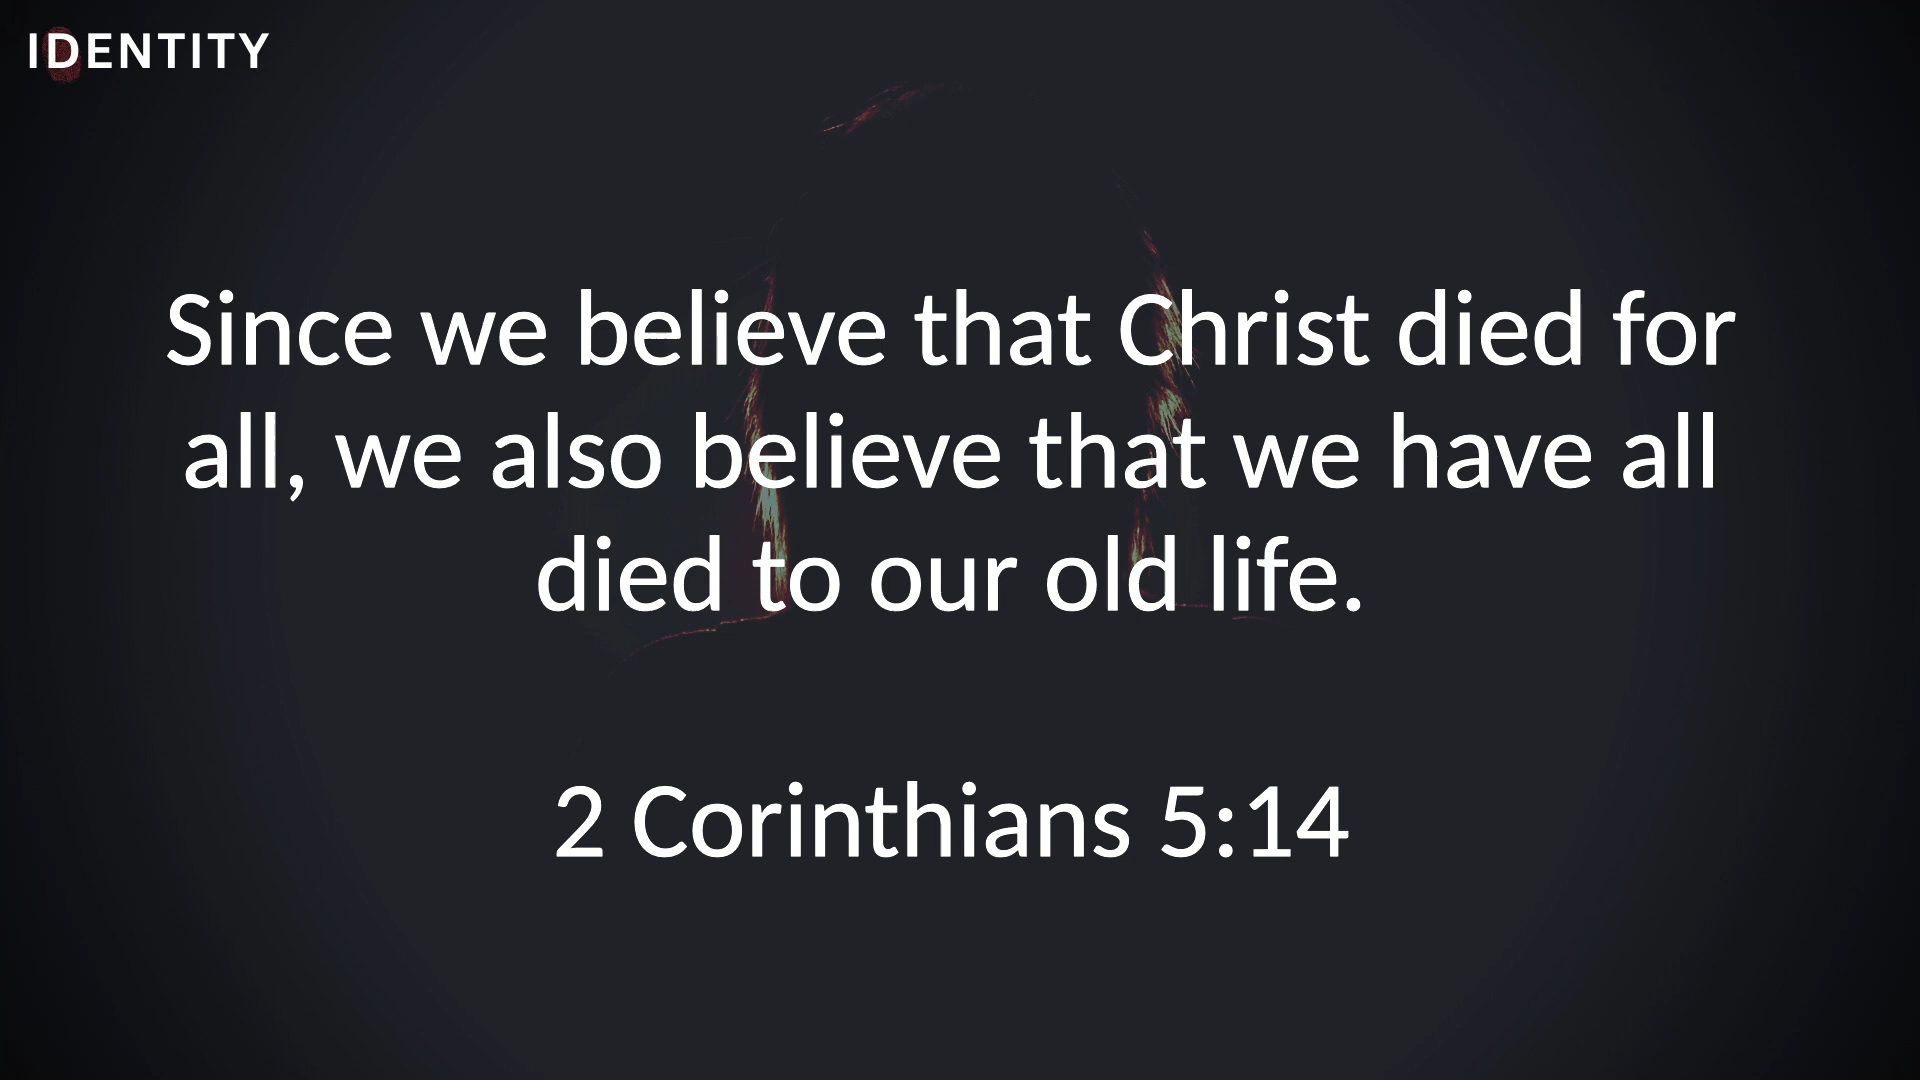 IDENTITY
Since we believe that Christ died for
all, we also believe that we have all
died to our old life.
2 Corinthians 5:14